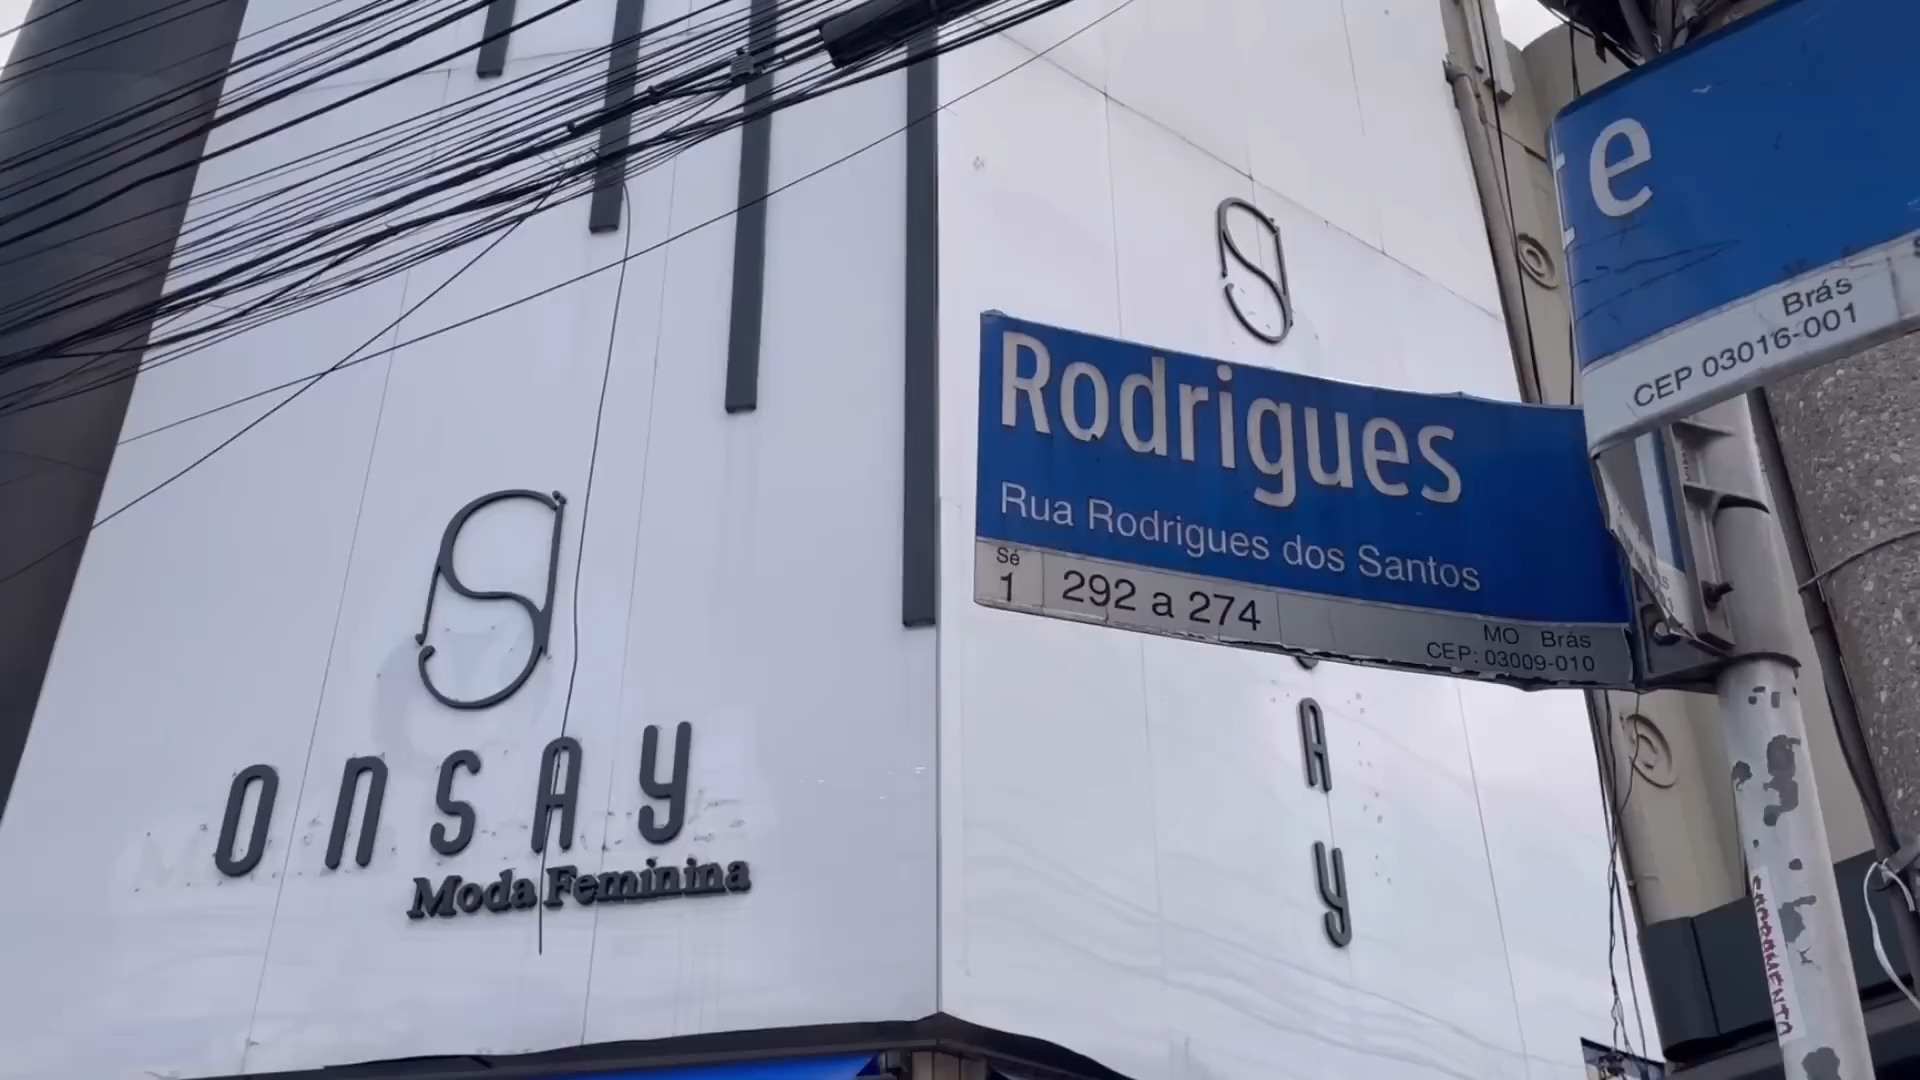 onsay
Moda Feminina
Rodrigues
Rua Rodrigues dos Santos
Sé
1
292 a 274
MO Brás
CEP: 03009-010
AY
e
Brás
CEP 03016-001